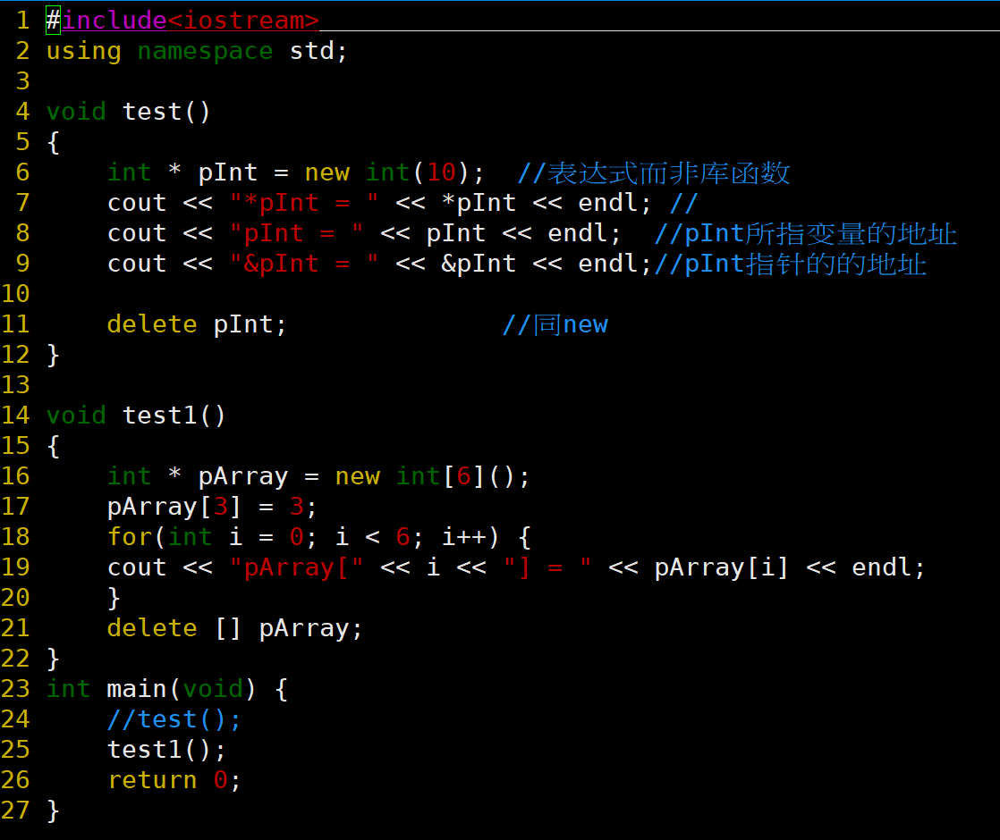 1 #include<iostream>
2 using namespace std;
3
4 void test()
5 {
6     int * pInt = new int(10);  //表达式而非库函数
7     cout << "*pInt = " << *pInt << endl; //
8     cout << "pInt = " << pInt << endl;  //pInt所指变量的地址
9     cout << "&pInt = " << &pInt << endl;//pInt指针的的地址
10
11     delete pInt;              //同new
12 }
13
14 void test1()
15 {
16     int * pArray = new int[6]();
17     pArray[3] = 3;
18     for(int i = 0; i < 6; i++) {
19     cout << "pArray[" << i << "] = " << pArray[i] << endl;
20     }
21     delete [] pArray;
22 }
23 int main(void) {
24     //test();
25     test1();
26     return 0;
27 }